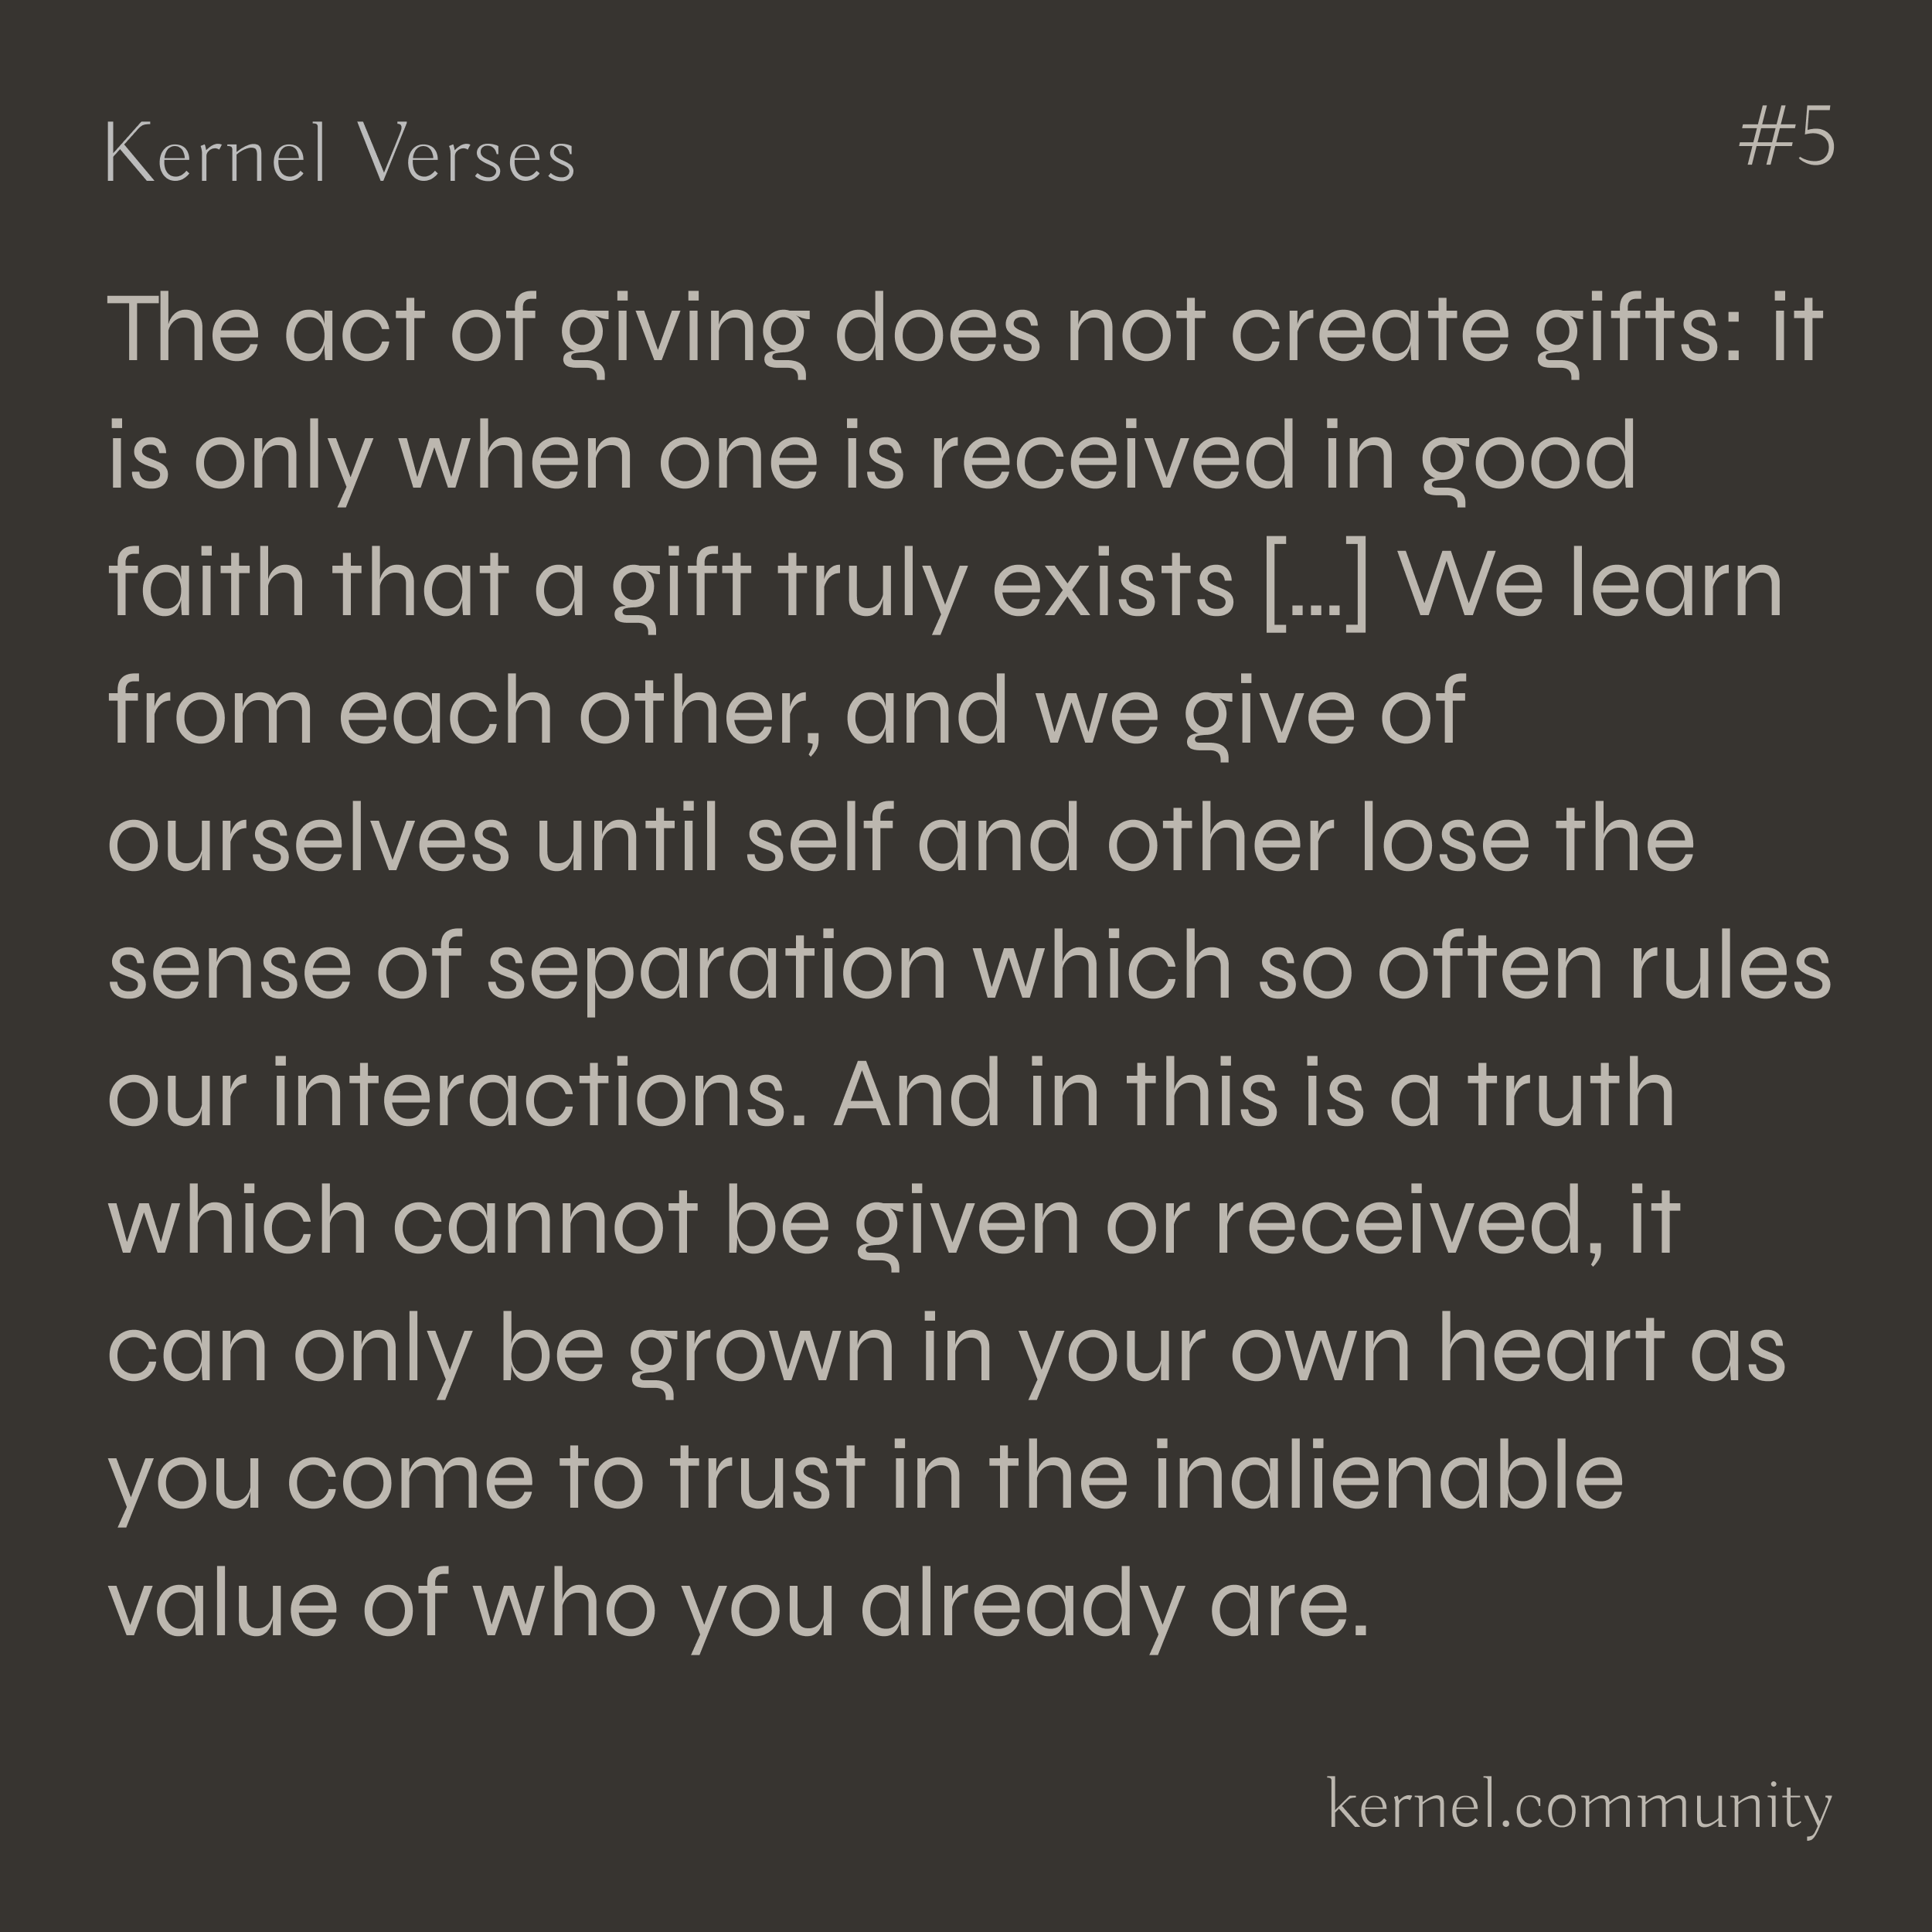 Kernel Verses
#5
The act of giving does not create gifts: it
is only when one is received in good
faith that a gift truly exists [...] We learn
from each other, and we give of
ourselves until self and other lose the
sense of separation which so often rules
our interactions. And in this is a truth
which cannot be given or received, it
can only be grown in your own heart as
you come to trust in the inalienable
value of who you already are.
kernel.community